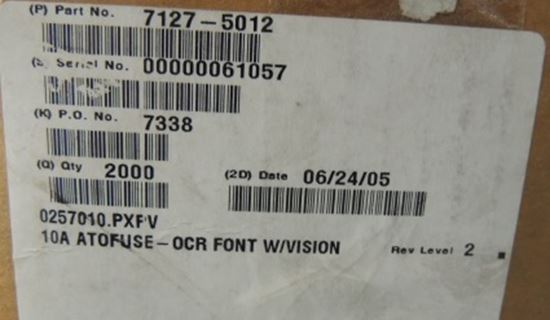 (P) Part No. 7127-5012
(S) Serial No. 00000061057
(K) P.O. No. 7338
(Q) Qty 2000
(2D) Date 06/24/05
0257010.PXPV
10A ATOFUSE-OCR FONT W/VISION
Rev Level 2